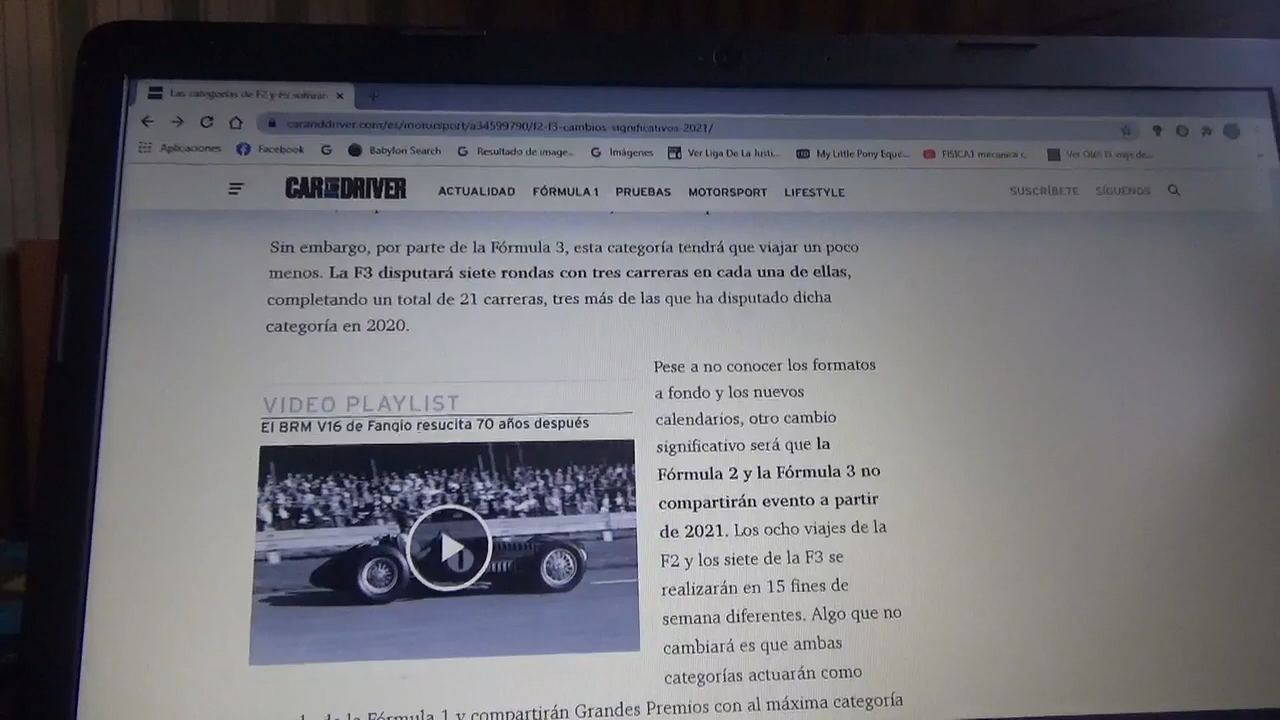 Las categorías de F2 y F3 sufrirán
caranddriver.com/es/motorsport/a34599790/f2-f3-cambios-significativos-2021/
Aplicaciones Facebook Babylon Search Resultado de image... Imágenes Ver Liga De La Justi... My Little Pony Eque... FISICA1 mecanica c...
CAR AND DRIVER ACTUALIDAD FÓRMULA 1 PRUEBAS MOTORSPORT LIFESTYLE SUSCRÍBETE SÍGUENOS
Sin embargo, por parte de la Fórmula 3, esta categoría tendrá que viajar un poco
menos. La F3 disputará siete rondas con tres carreras en cada una de ellas,
completando un total de 21 carreras, tres más de las que ha disputado dicha
categoría en 2020.
VIDEO PLAYLIST
El BRM V16 de Fangio resucita 70 años después
1
Pese a no conocer los formatos
a fondo y los nuevos
calendarios, otro cambio
significativo será que la
Fórmula 2 y la Fórmula 3 no
compartirán evento a partir
de 2021. Los ocho viajes de la
F2 y los siete de la F3 se
realizarán en 15 fines de
semana diferentes. Algo que no
cambiará es que ambas
categorías actuarán como
de la Fórmula 1 y compartirán Grandes Premios con al máxima categoría